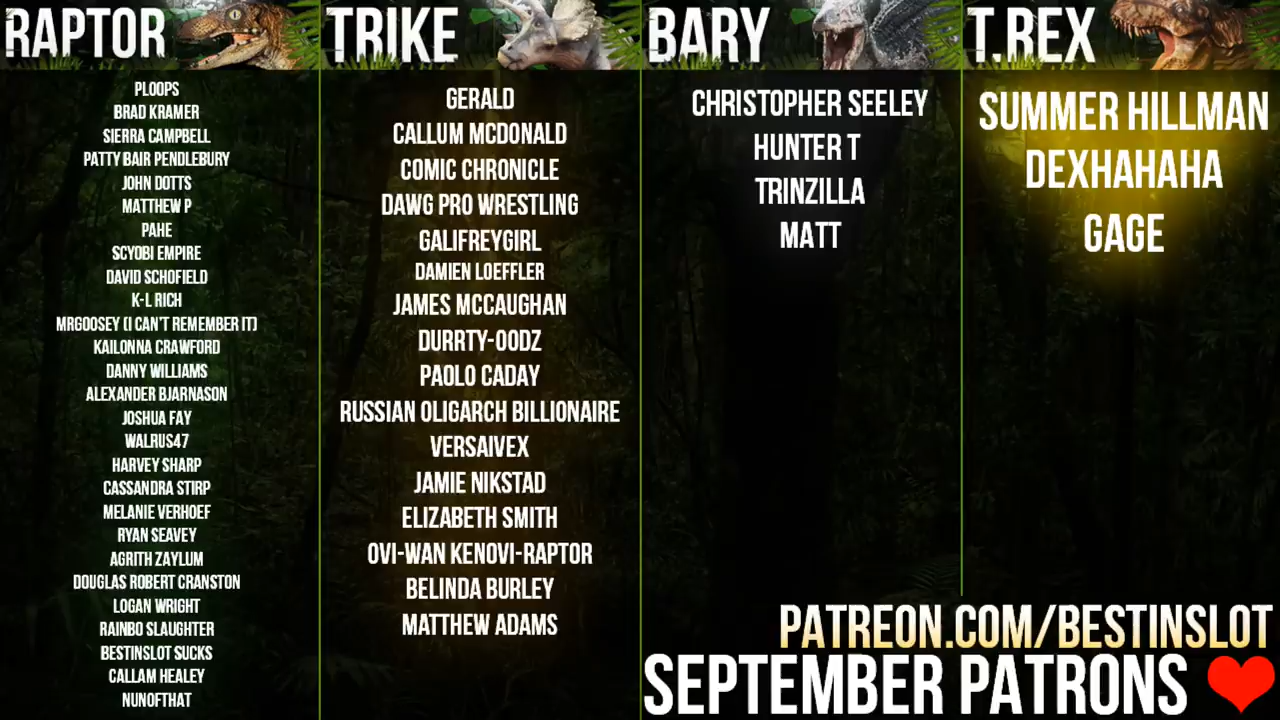 RAPTOR
PLOOPS
BRAD KRAMER
SIERRA CAMPBELL
PATTY BAIR PENDLEBURY
JOHN DOTTS
MATTHEW P
PAHE
SCYOBI EMPIRE
DAVID SCHOFIELD
K-L RICH
MRGOOSEY (I CAN'T REMEMBER IT)
KAILONNA CRAWFORD
DANNY WILLIAMS
ALEXANDER BJARNASON
JOSHUA FAY
WALRUS47
HARVEY SHARP
CASSANDRA STIRP
MELANIE VERHOEF
RYAN SEAVEY
AGRITH ZAYLUM
DOUGLAS ROBERT CRANSTON
LOGAN WRIGHT
RAINBO SLAUGHTER
BESTINSLOT SUCKS
CALLAM HEALEY
NUNOFTHAT
TRIKE
GERALD
CALLUM MCDONALD
COMIC CHRONICLE
DAWG PRO WRESTLING
GALIFREYGIRL
DAMIEN LOEFFLER
JAMES MCCAUGHAN
DURRTY-OODZ
PAOLO CADAY
RUSSIAN OLIGARCH BILLIONAIRE
VERSAIVEX
JAMIE NIKSTAD
ELIZABETH SMITH
OVI-WAN KENOVI-RAPTOR
BELINDA BURLEY
MATTHEW ADAMS
BARY
CHRISTOPHER SEELEY
HUNTER T
TRINZILLA
MATT
T.REX
SUMMER HILLMAN
DEXHAHAHA
GAGE
PATREON.COM/BESTINSLOT
SEPTEMBER PATRONS